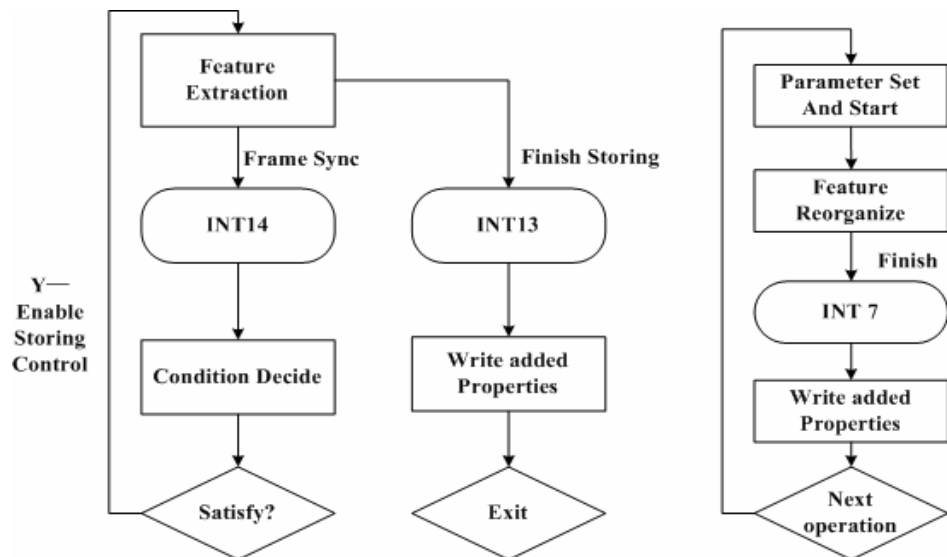 Feature
Extraction
Frame Sync
INT14
Y—
Enable
Storing
Control
Condition Decide
Satisfy?
Finish Storing
INT13
Write added
Properties
Exit
Parameter Set
And Start
Feature
Reorganize
Finish
INT 7
Write added
Properties
Next
operation